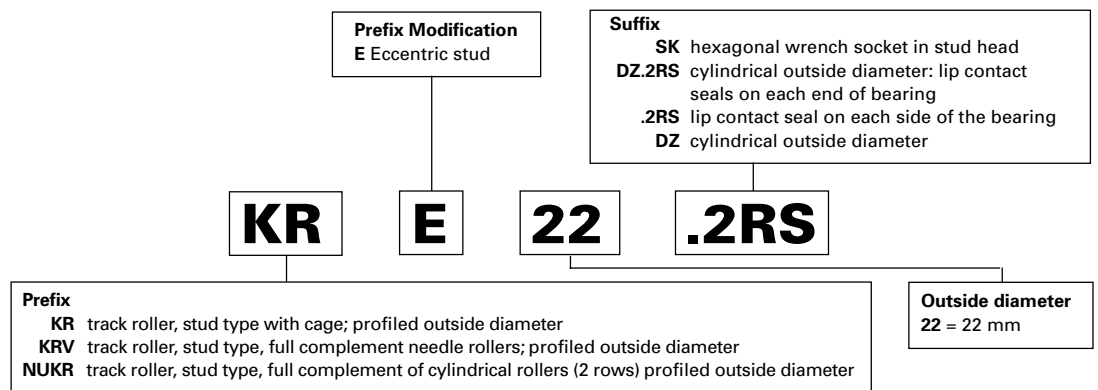 Prefix Modification
E Eccentric stud
Suffix
SK hexagonal wrench socket in stud head
DZ.2RS cylindrical outside diameter: lip contact
seals on each end of bearing
.2RS lip contact seal on each side of the bearing
DZ cylindrical outside diameter
KR E 22 .2RS
Prefix
KR track roller, stud type with cage; profiled outside diameter
KRV track roller, stud type, full complement needle rollers; profiled outside diameter
NUKR track roller, stud type, full complement of cylindrical rollers (2 rows) profiled outside diameter
Outside diameter
22 = 22 mm